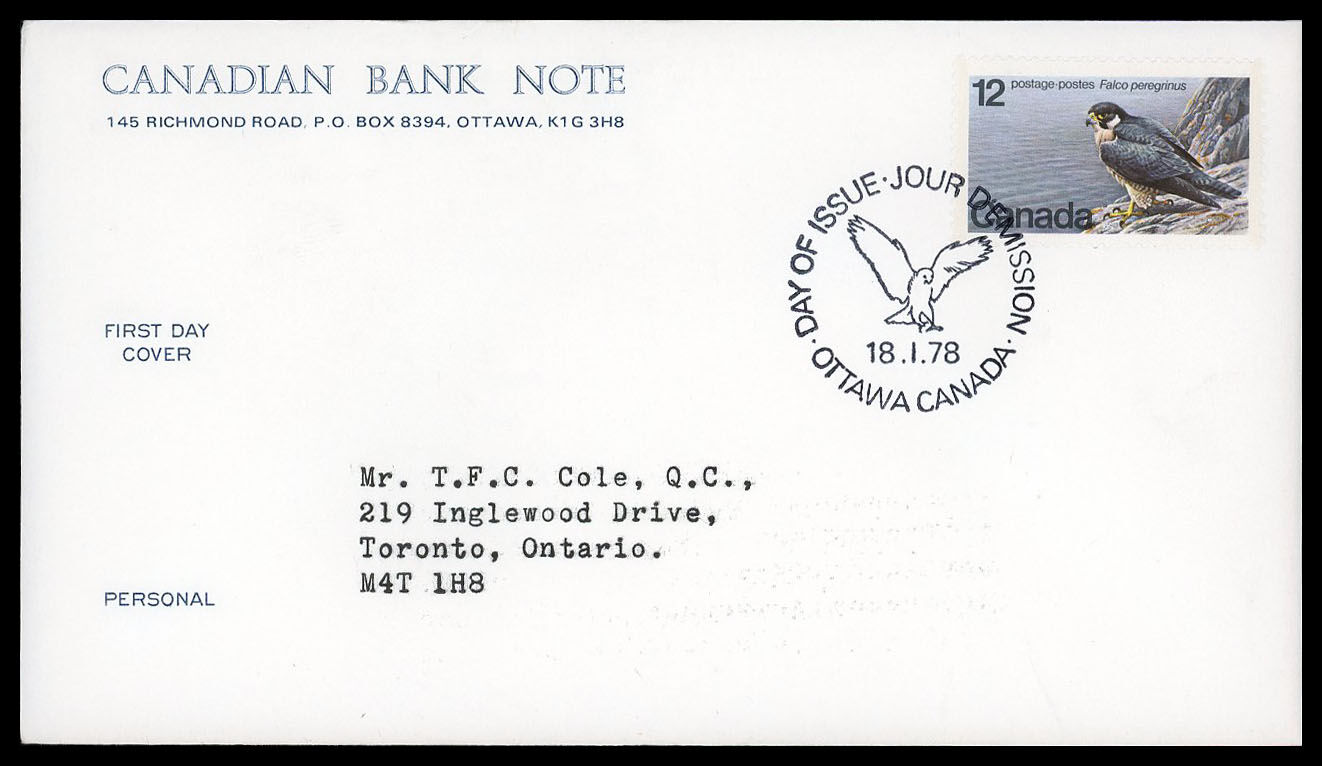 CANADIAN BANK NOTE
145 RICHMOND ROAD, P.O. BOX 8394, OTTAWA, K1G 3H8
12 postage·postes Falco peregrinus
Canada
DAY OF ISSUE · JOUR D'EMISSION · OTTAWA CANADA ·
18.I.78
FIRST DAY
COVER
Mr. T.F.C. Cole, Q.C.,
219 Inglewood Drive,
Toronto, Ontario.
M4T 1H8
PERSONAL